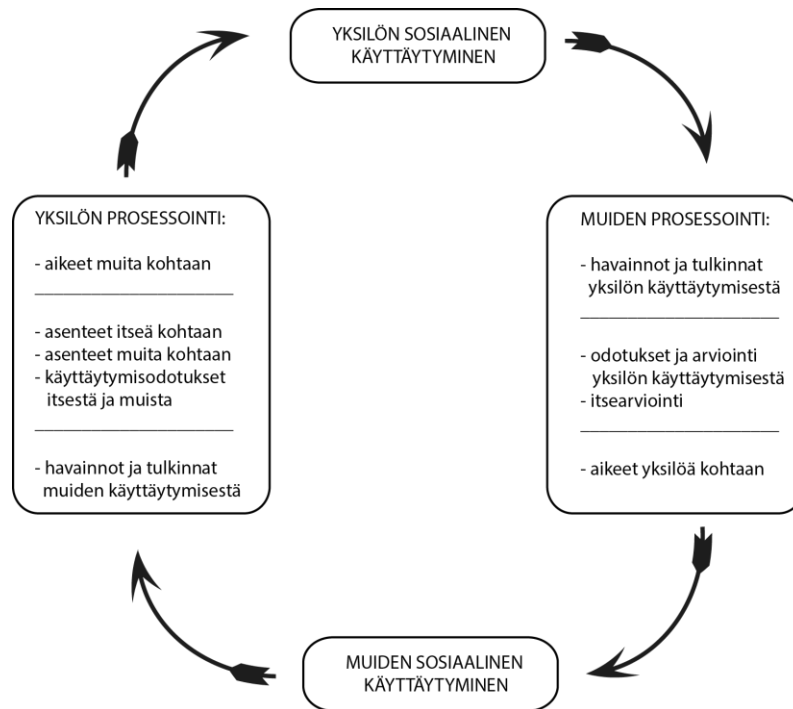 YKSILÖN SOSIAALINEN
KÄYTTÄYTYMINEN
YKSILÖN PROSESSOINTI:
- aikeet muita kohtaan
- asenteet itseä kohtaan
- asenteet muita kohtaan
- käyttäytymisodotukset
itsestä ja muista
- havainnot ja tulkinnat
muiden käyttäytymisestä
MUIDEN PROSESSOINTI:
- havainnot ja tulkinnat
yksilön käyttäytymisestä
- odotukset ja arviointi
yksilön käyttäytymisestä
- itsearviointi
- aikeet yksilöä kohtaan
MUIDEN SOSIAALINEN
KÄYTTÄYTYMINEN